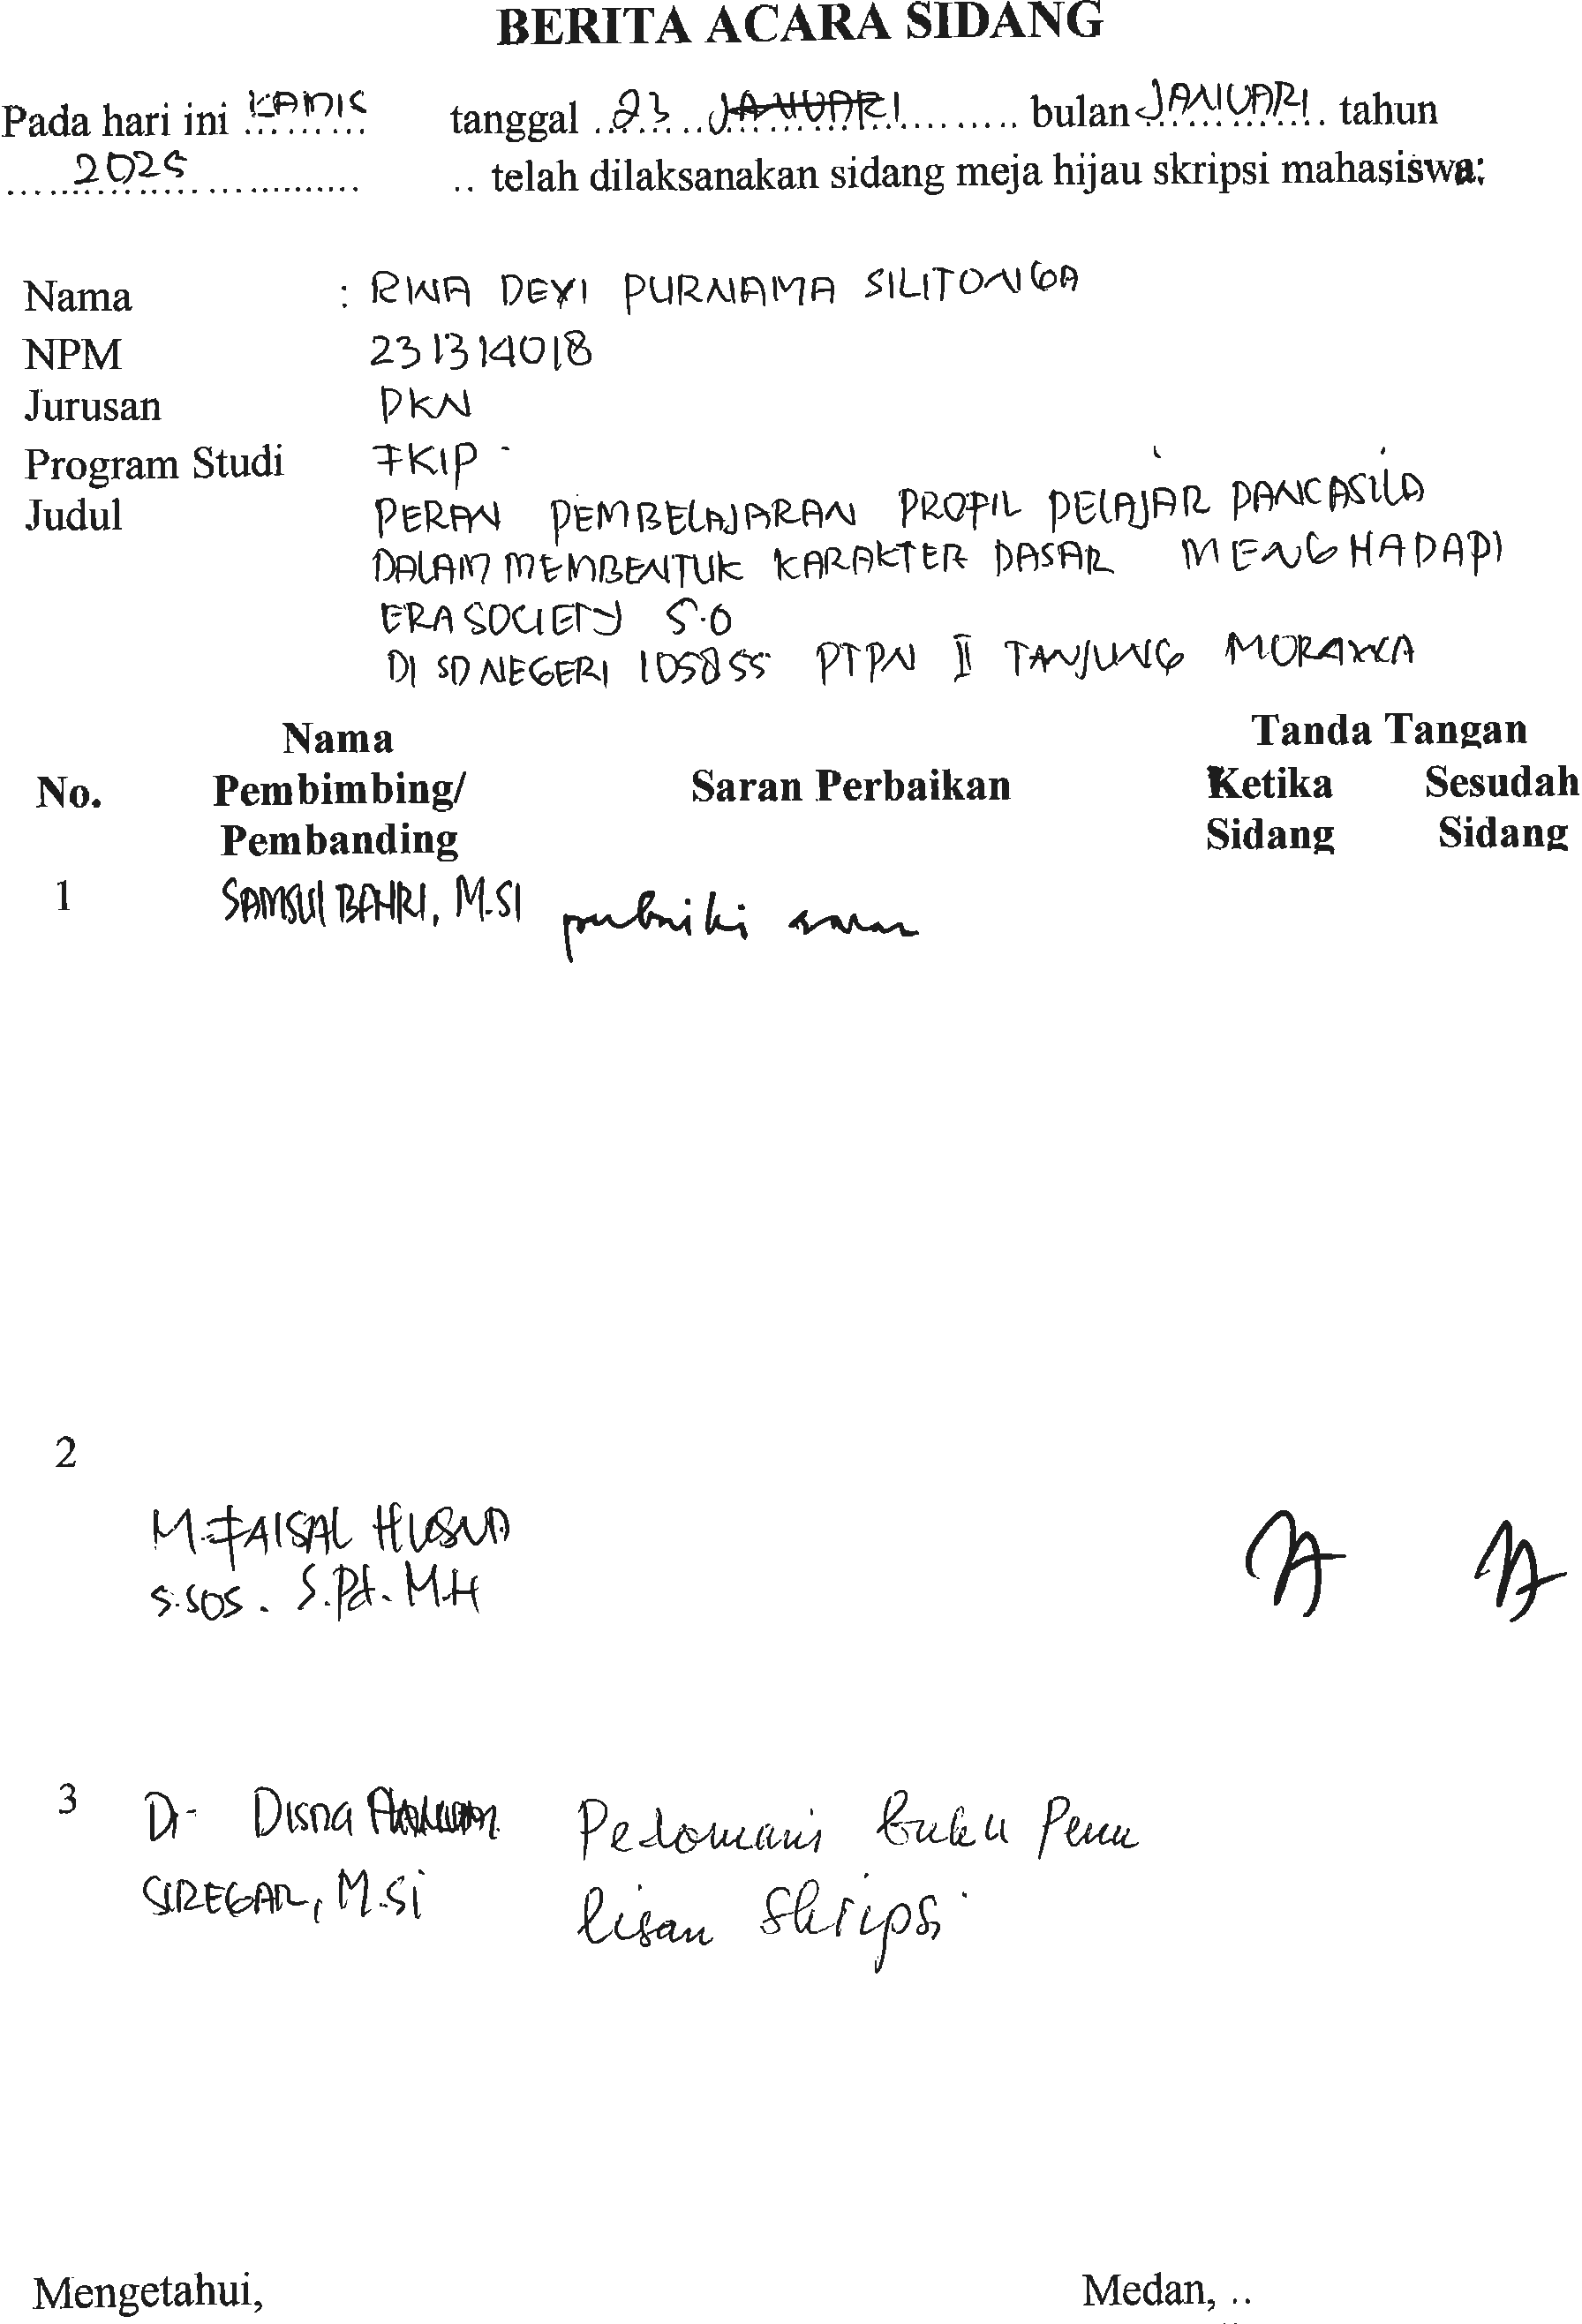 BERITA ACARA SIDANG
Pada hari ini KAMIS tanggal 23 JANUARI bulan JANUARI tahun
2025 telah dilaksanakan sidang meja hijau skripsi mahasiswa:
Nama : DEVI PURNAMA SILITONGA
NPM 231314018
Jurusan PKN
Program Studi FKIP
Judul PERAN PEMBELAJARAN PROFIL PELAJAR PANCASILA
DALAM MEMBENTUK KARAKTER DASAR MENGHADAPI
ERA SOCIETY 5.0
DI SD NEGERI 105855 PTPN II TANJUNG MORAWA
Nama Tanda Tangan
No. Pembimbing/ Saran Perbaikan Ketika Sesudah
Pembanding Sidang Sidang
1 SAMSUL BAHRI, M.SI perbaiki saran
2
M. FAISAL HUSNA
S.SOS. S.Pd. M.H
3 Dr Disna Pedomani Buku Penu
SIREGAR, M.Si lisan Skripsi
Mengetahui, Medan, ..